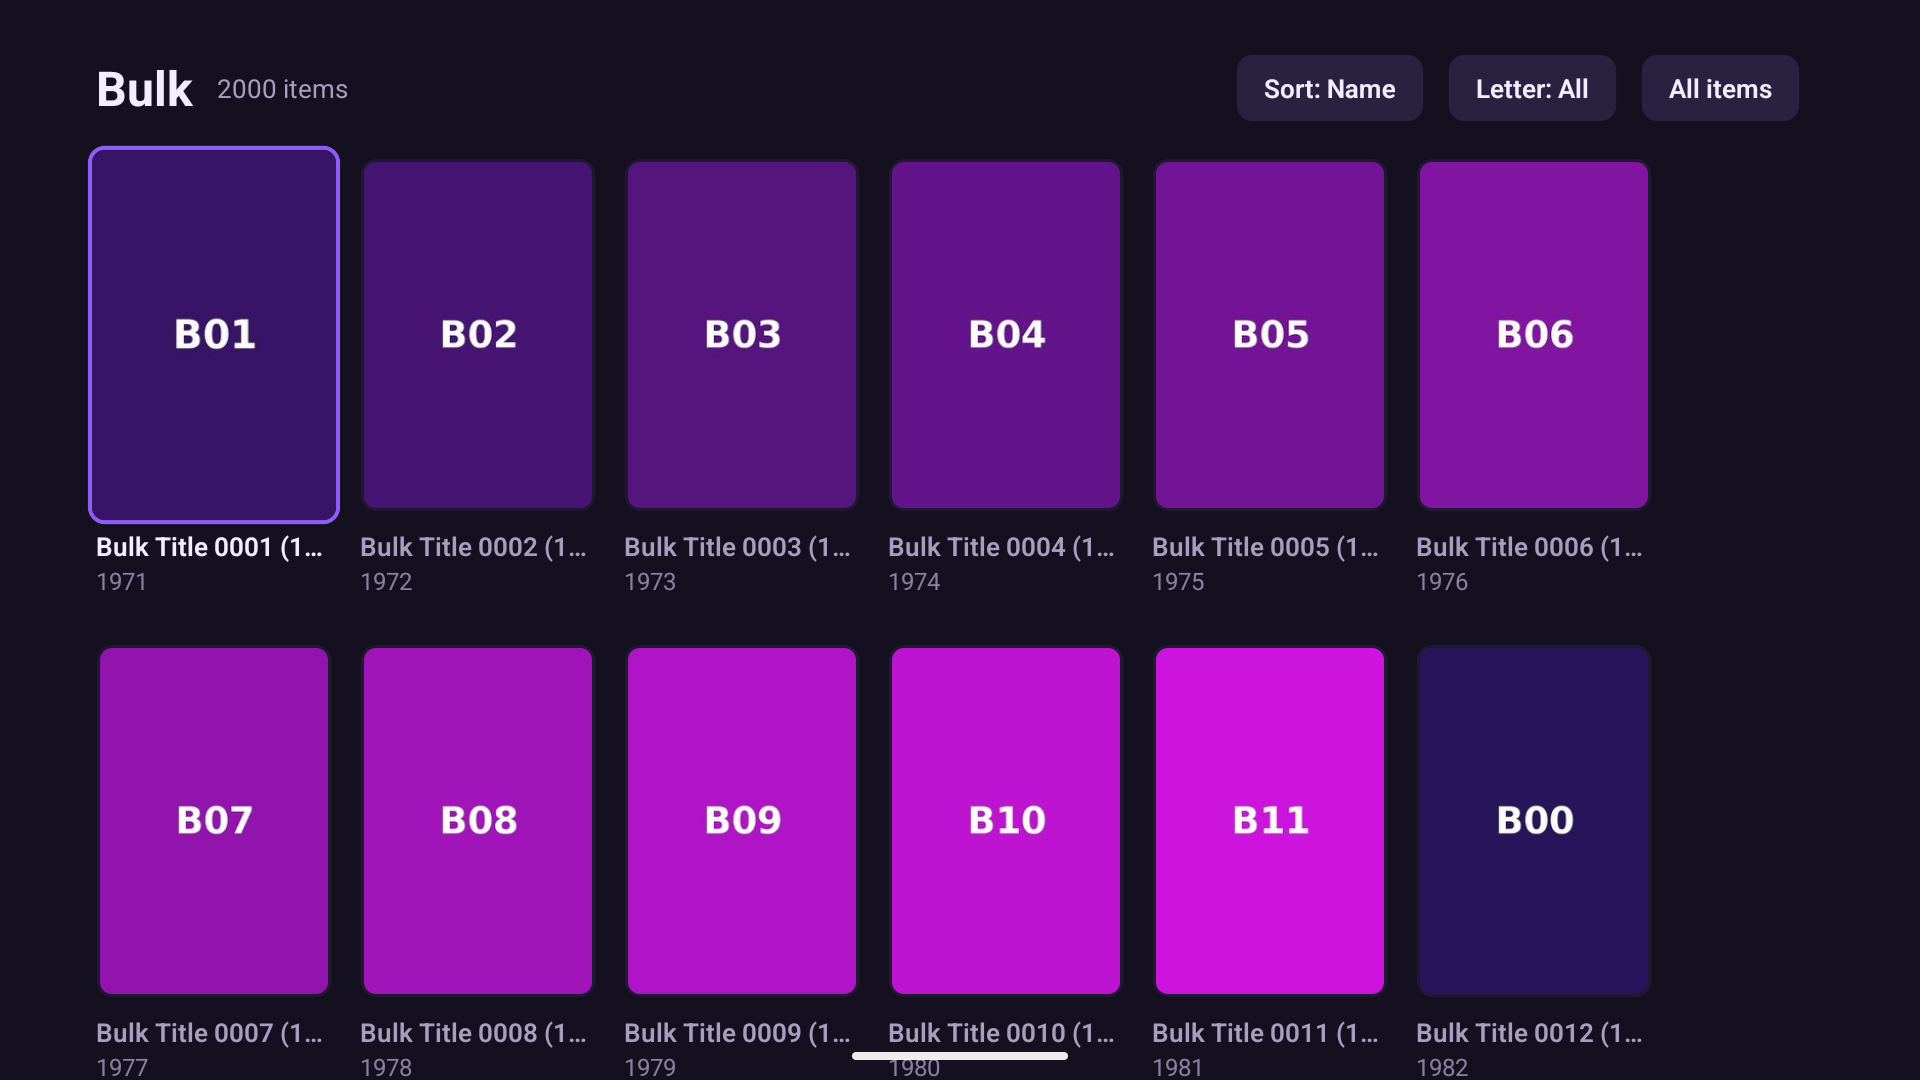 Bulk 2000 items Sort: Name Letter: All All items
B01 B02 B03 B04 B05 B06
Bulk Title 0001 (1... Bulk Title 0002 (1... Bulk Title 0003 (1... Bulk Title 0004 (1... Bulk Title 0005 (1... Bulk Title 0006 (1...
1971 1972 1973 1974 1975 1976
B07 B08 B09 B10 B11 B00
Bulk Title 0007 (1... Bulk Title 0008 (1... Bulk Title 0009 (1... Bulk Title 0010 (1... Bulk Title 0011 (1... Bulk Title 0012 (1...
1977 1978 1979 1980 1981 1982